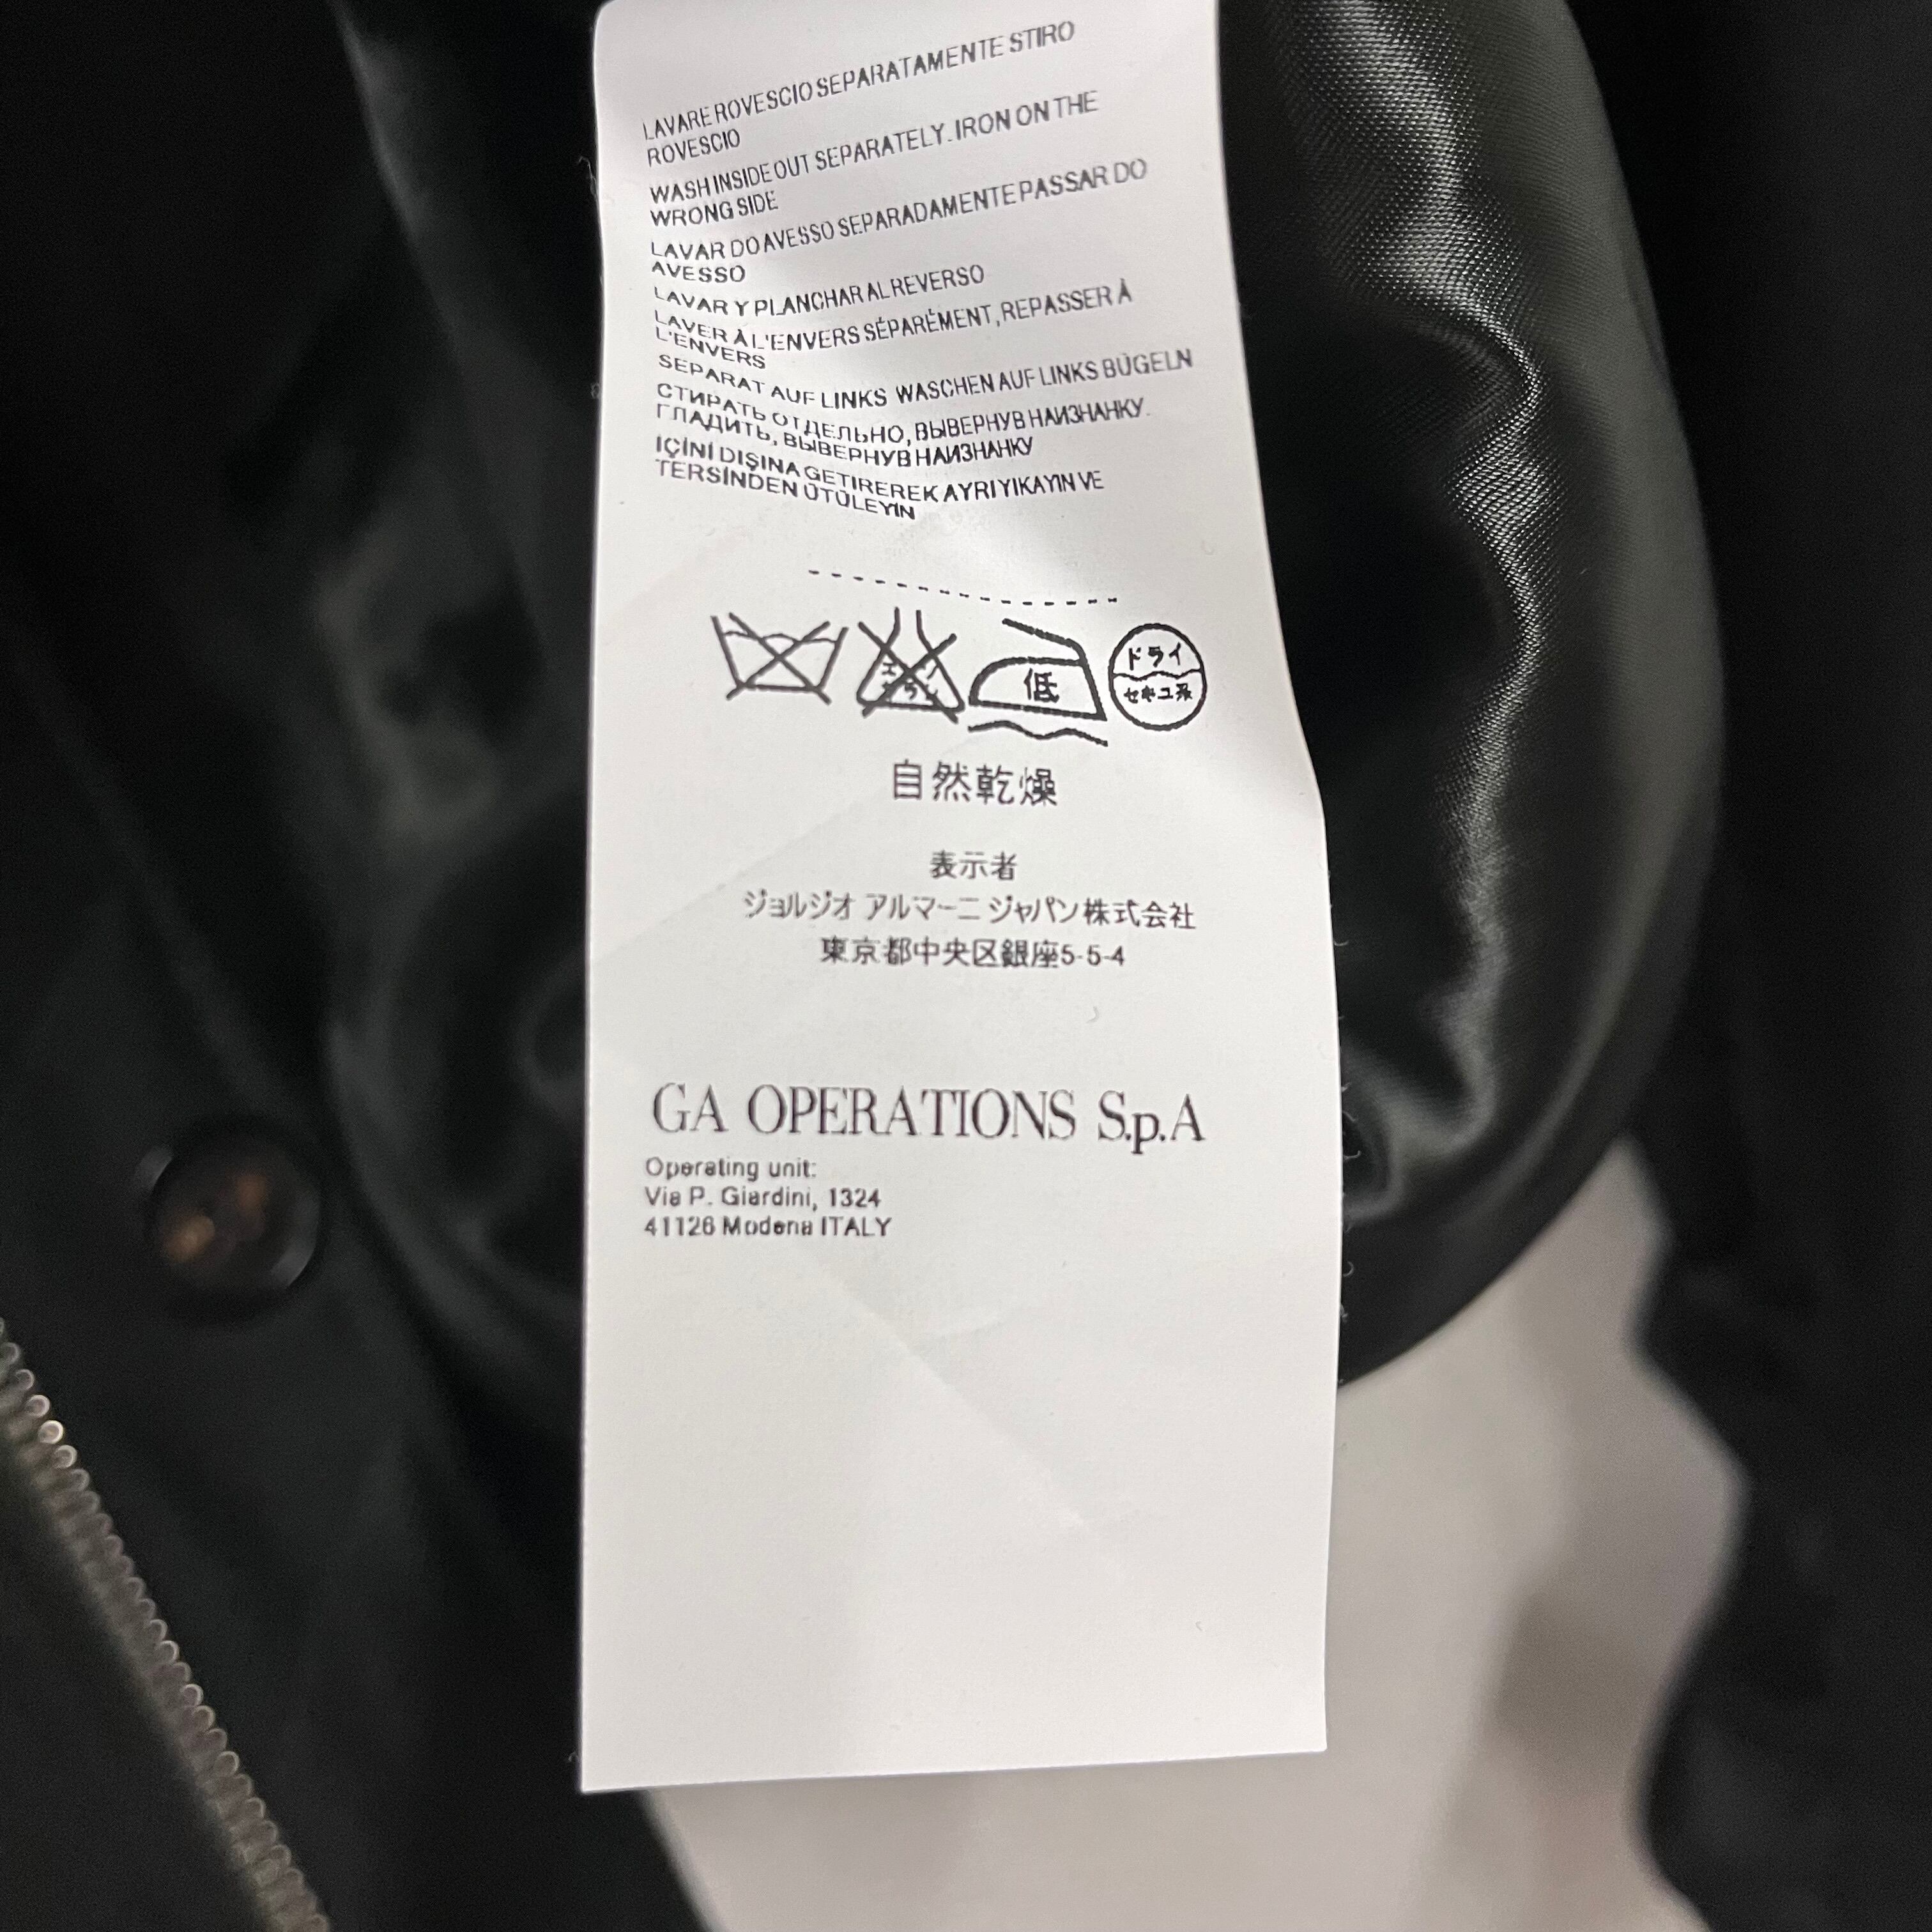 LAVARE ROVESCIO SEPARATAMENTE STIRO
ROVESCIO
WASH INSIDE OUT SEPARATELY. IRON ON THE
WRONG SIDE
LAVAR DO AVESSO SEPARADAMENTE PASSAR DO
AVESSO
LAVAR Y PLANCHAR AL REVERSO
LAVER À L'ENVERS SÉPARÉMENT, REPASSER À
L'ENVERS
SEPARAT AUF LINKS WASCHEN AUF LINKS BÜGELN
СТИРАТЬ ОТДЕЛЬНО, ВЫВЕРНУВ НАИЗНАНКУ.
ГЛАДИТЬ, ВЫВЕРНУВ НАИЗНАНКУ
IÇİNİ DIŞINA GETIREREK AYRI YIKAYIN VE
TERSİNDEN ÜTÜLEYİN
低
ドライ
セキユ系
自然乾燥
表示者
ジョルジオ アルマーニ ジャパン株式会社
東京都中央区銀座5-5-4
GA OPERATIONS S.p.A
Operating unit:
Via P. Giardini, 1324
41126 Modena ITALY